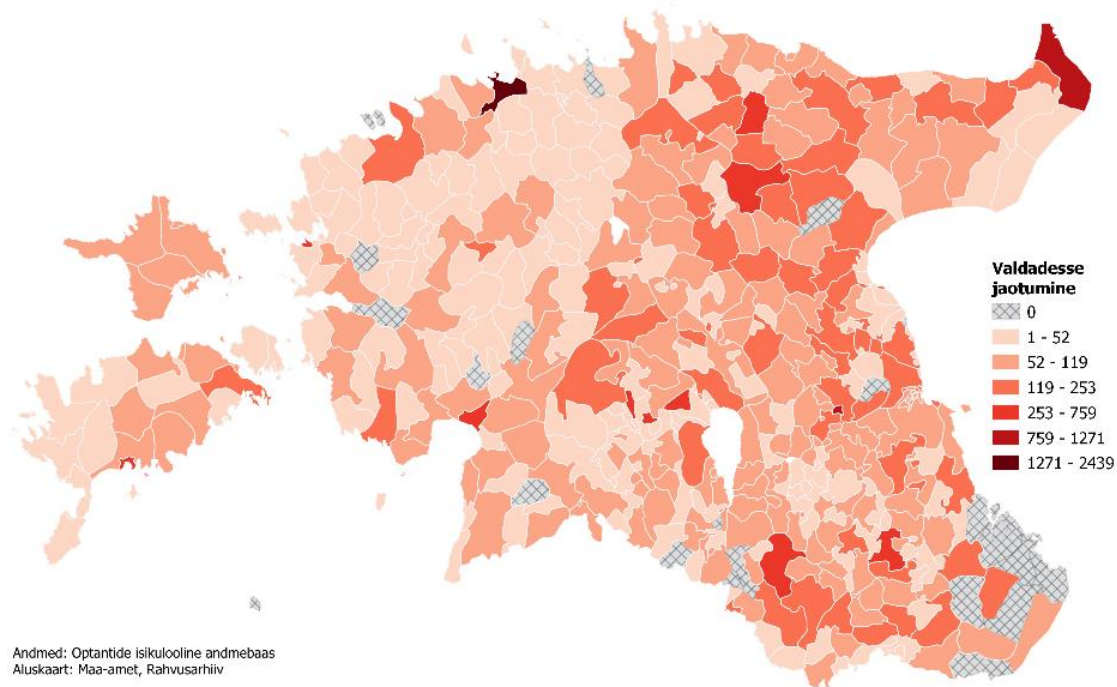 Valdadesse
jaotumine
0
1 - 52
52 - 119
119 - 253
253 - 759
759 - 1271
1271 - 2439
Andmed: Optantide isikulooline andmebaas
Aluskaart: Maa-amet, Rahvusarhiiv